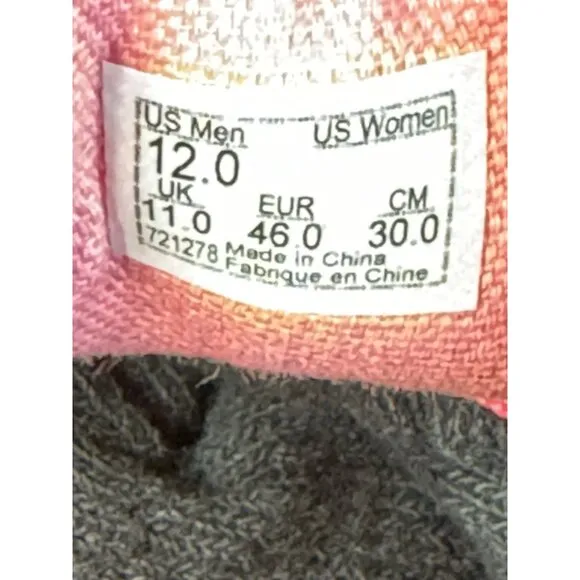 US Men US Women
12.0
UK EUR CM
11.0 46.0 30.0
721278 Made in China
Fabrique en Chine